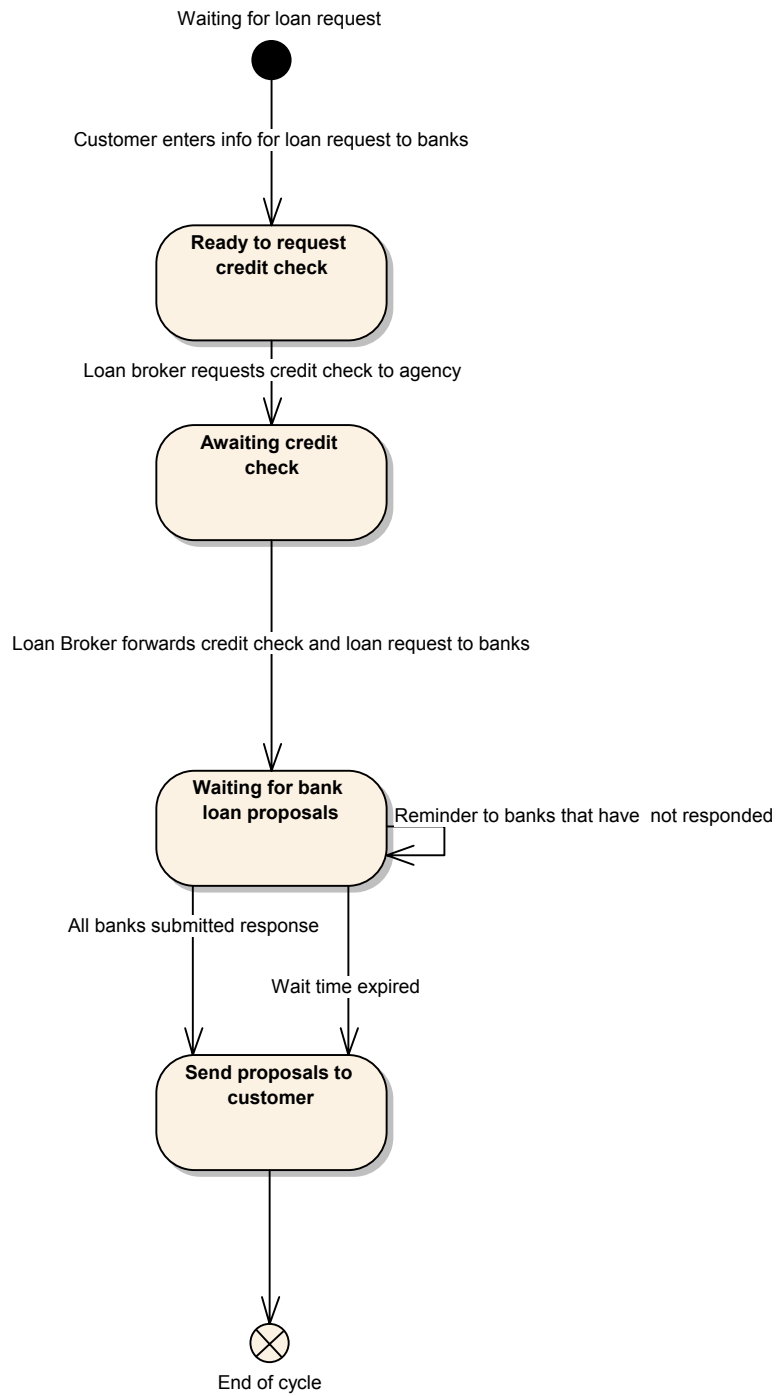 Waiting for loan request
Customer enters info for loan request to banks
Ready to request
credit check
Loan broker requests credit check to agency
Awaiting credit
check
Loan Broker forwards credit check and loan request to banks
Waiting for bank
loan proposals
Reminder to banks that have  not responded
All banks submitted response
Wait time expired
Send proposals to
customer
End of cycle